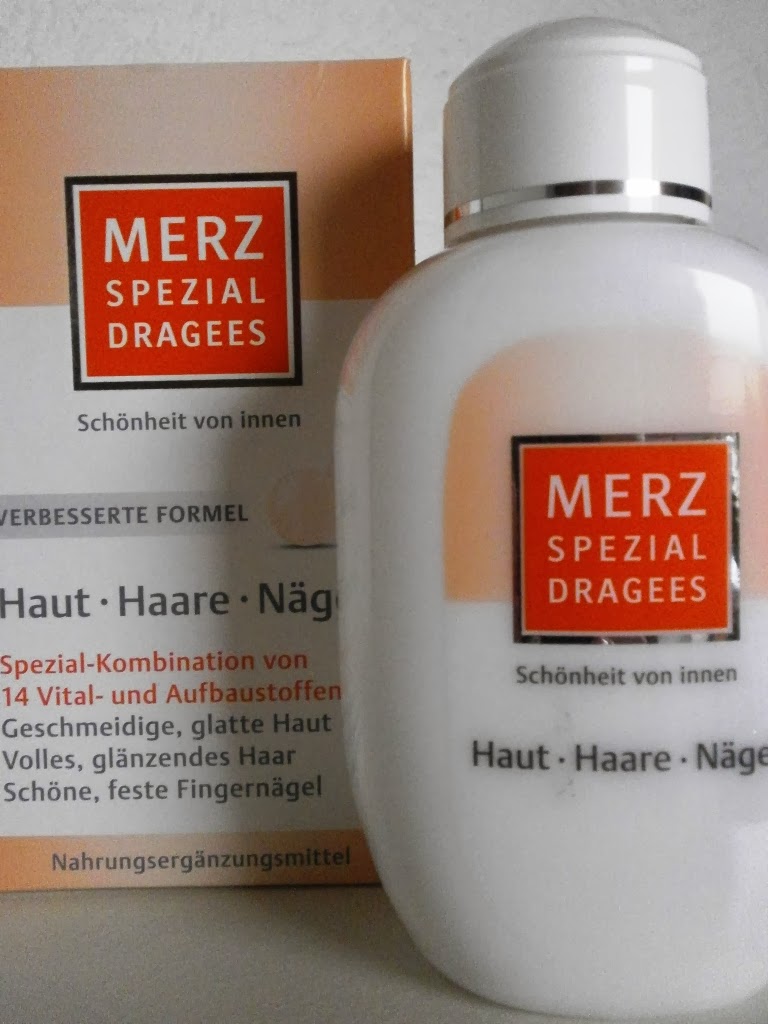 MERZ
SPEZIAL
DRAGEES
Schönheit von innen
VERBESSERTE FORMEL
Haut · Haare · Näge
Spezial-Kombination von
14 Vital- und Aufbaustoffen
Geschmeidige, glatte Haut
Volles, glänzendes Haar
Schöne, feste Fingernägel
Nahrungsergänzungsmittel
MERZ
SPEZIAL
DRAGEES
Schönheit von innen
Haut · Haare · Näge